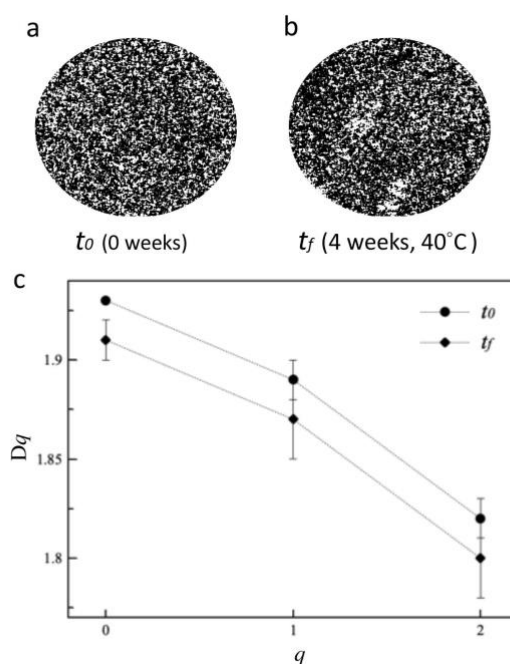 a
b
t0 (0 weeks)
tf (4 weeks, 40°C)
c
t0
tf
1.9
1.85
1.8
Dq
0
1
2
q